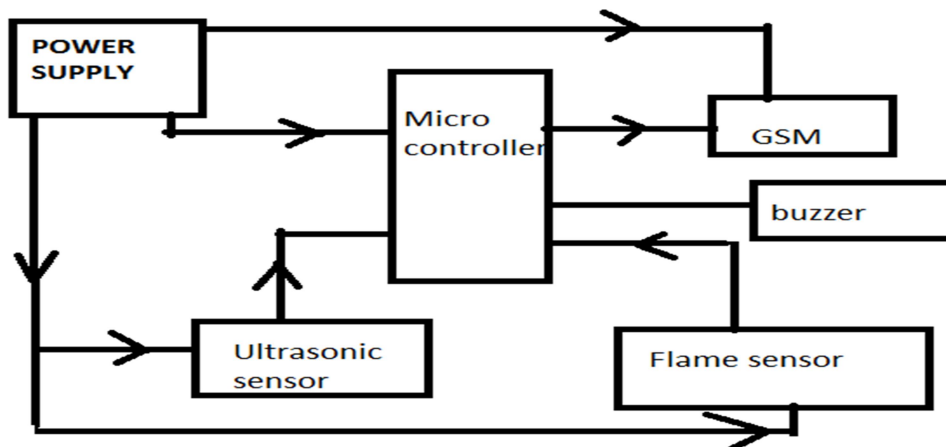 POWER
SUPPLY
Micro
controller
GSM
buzzer
Ultrasonic
sensor
Flame sensor